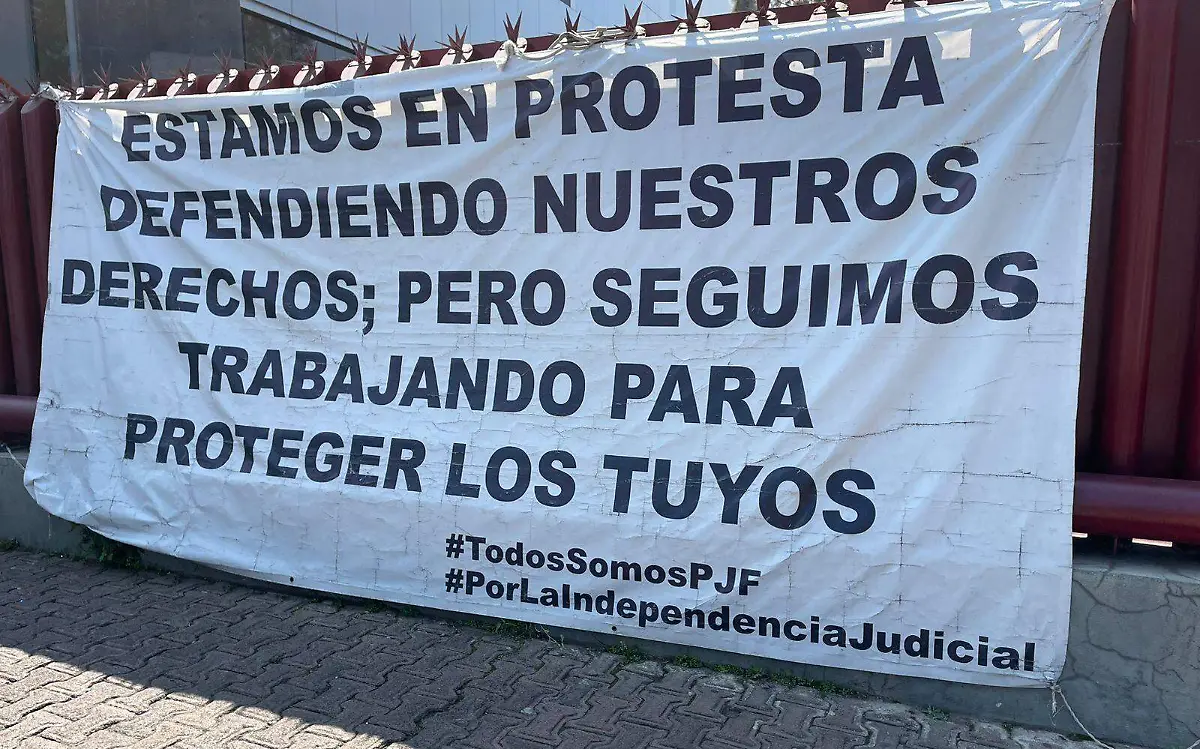 ESTAMOS EN PROTESTA
DEFENDIENDO NUESTROS
DERECHOS; PERO SEGUIMOS
TRABAJANDO PARA
PROTEGER LOS TUYOS
#TodosSomosPJF
#PorLaIndependenciaJudicial